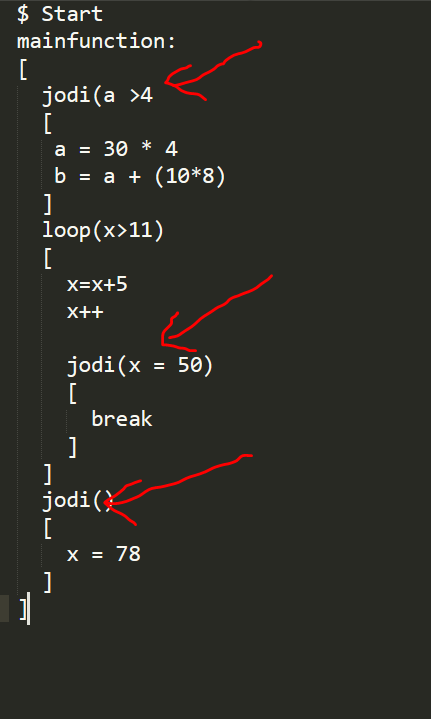 $ Start
mainfunction:
[
  jodi(a >4
  [
   a = 30 * 4
   b = a + (10*8)
  ]
  loop(x>11)
  [
    x=x+5
    x++

    jodi(x = 50)
    [
      break
    ]
  ]
  jodi()
  [
    x = 78
  ]
]